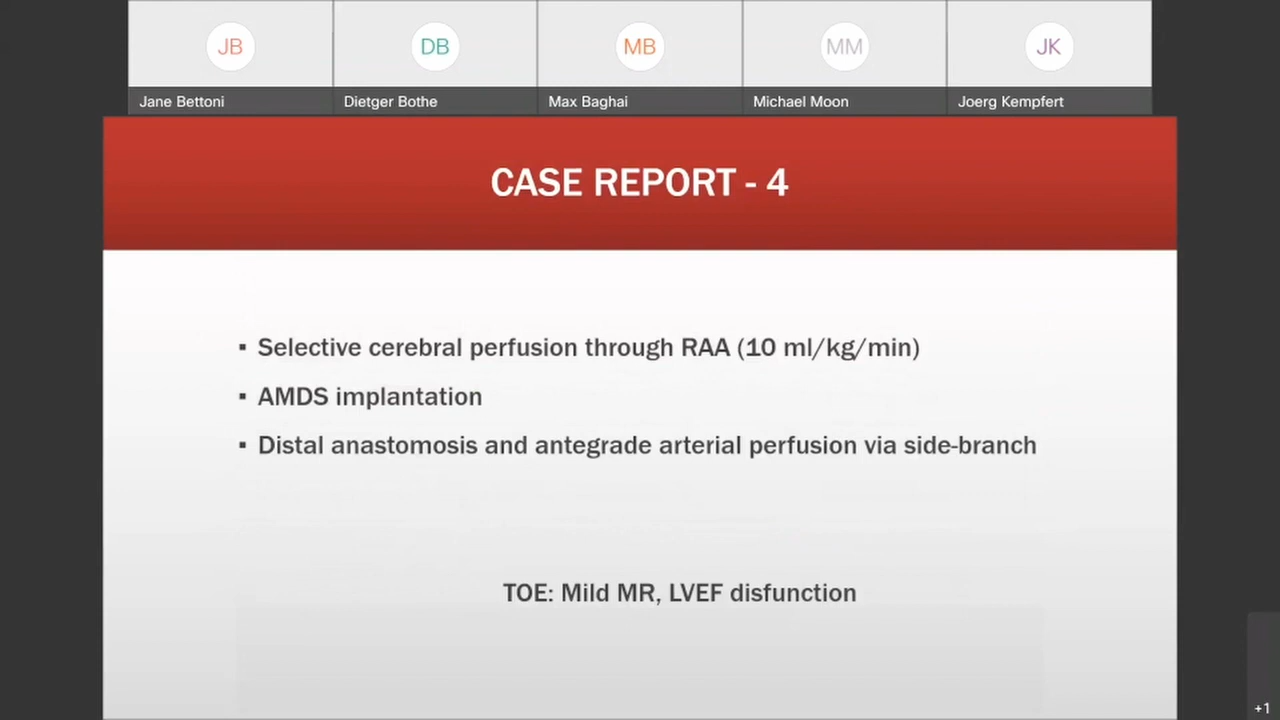 JB
DB
MB
MM
JK
Jane Bettoni
Dietger Bothe
Max Baghai
Michael Moon
Joerg Kempfert
CASE REPORT - 4
▪ Selective cerebral perfusion through RAA (10 ml/kg/min)
▪ AMDS implantation
▪ Distal anastomosis and antegrade arterial perfusion via side-branch
TOE: Mild MR, LVEF disfunction
+1